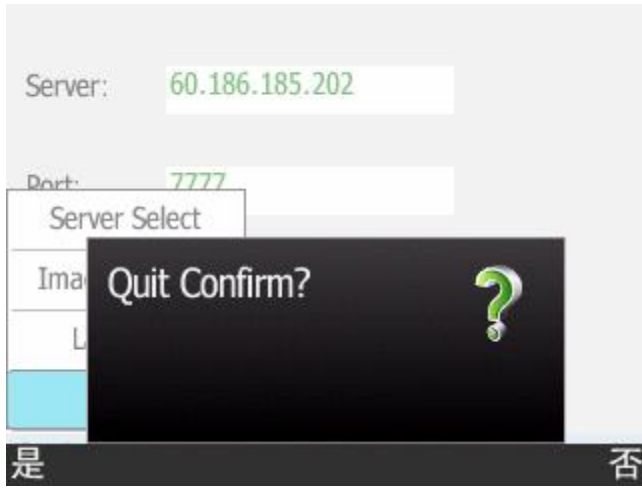 Server: 60.186.185.202
Port: 7777
Server Select
Quit Confirm?
是 否